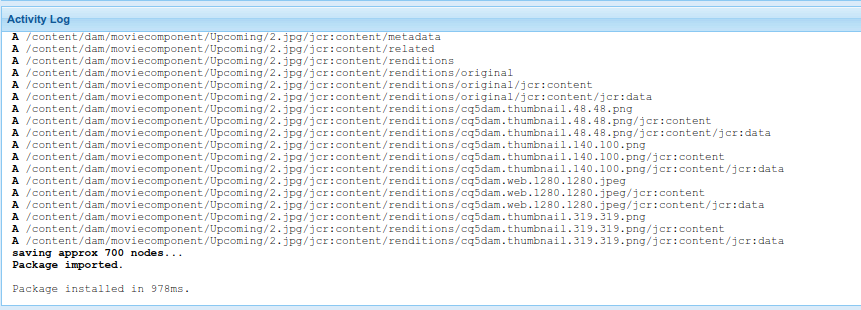 Activity Log
A /content/dam/moviecomponent/Upcoming/2.jpg/jcr:content/metadata
A /content/dam/moviecomponent/Upcoming/2.jpg/jcr:content/related
A /content/dam/moviecomponent/Upcoming/2.jpg/jcr:content/renditions
A /content/dam/moviecomponent/Upcoming/2.jpg/jcr:content/renditions/original
A /content/dam/moviecomponent/Upcoming/2.jpg/jcr:content/renditions/original/jcr:content
A /content/dam/moviecomponent/Upcoming/2.jpg/jcr:content/renditions/original/jcr:content/jcr:data
A /content/dam/moviecomponent/Upcoming/2.jpg/jcr:content/renditions/cq5dam.thumbnail.48.48.png
A /content/dam/moviecomponent/Upcoming/2.jpg/jcr:content/renditions/cq5dam.thumbnail.48.48.png/jcr:content
A /content/dam/moviecomponent/Upcoming/2.jpg/jcr:content/renditions/cq5dam.thumbnail.48.48.png/jcr:content/jcr:data
A /content/dam/moviecomponent/Upcoming/2.jpg/jcr:content/renditions/cq5dam.thumbnail.140.100.png
A /content/dam/moviecomponent/Upcoming/2.jpg/jcr:content/renditions/cq5dam.thumbnail.140.100.png/jcr:content
A /content/dam/moviecomponent/Upcoming/2.jpg/jcr:content/renditions/cq5dam.thumbnail.140.100.png/jcr:content/jcr:data
A /content/dam/moviecomponent/Upcoming/2.jpg/jcr:content/renditions/cq5dam.web.1280.1280.jpeg
A /content/dam/moviecomponent/Upcoming/2.jpg/jcr:content/renditions/cq5dam.web.1280.1280.jpeg/jcr:content
A /content/dam/moviecomponent/Upcoming/2.jpg/jcr:content/renditions/cq5dam.web.1280.1280.jpeg/jcr:content/jcr:data
A /content/dam/moviecomponent/Upcoming/2.jpg/jcr:content/renditions/cq5dam.thumbnail.319.319.png
A /content/dam/moviecomponent/Upcoming/2.jpg/jcr:content/renditions/cq5dam.thumbnail.319.319.png/jcr:content
A /content/dam/moviecomponent/Upcoming/2.jpg/jcr:content/renditions/cq5dam.thumbnail.319.319.png/jcr:content/jcr:data
saving approx 700 nodes...
Package imported.
Package installed in 978ms.